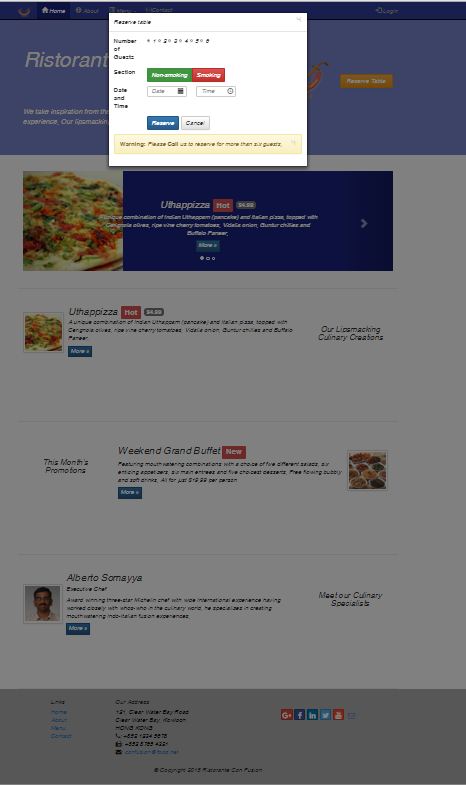 Home About Menu Contact Login
Reserve table
Number of Guests 1 2 3 4 5 6
Section Non-smoking Smoking
Date and Time Date Time
Reserve Cancel
Warning: Please Call us to reserve for more than six guests.
Ristorant
Reserve Table
We take inspiration from th
experience. Our lipsmacking
Uthappizza Hot $4.99
A unique combination of Indian Uthappam (pancake) and Italian pizza, topped with
Cerignola olives, ripe vine cherry tomatoes, Vidalia onion, Guntur chillies and
Buffalo Paneer.
More »
Uthappizza Hot $4.99
A unique combination of Indian Uthappam (pancake) and Italian pizza, topped with
Cerignola olives, ripe vine cherry tomatoes, Vidalia onion, Guntur chillies and Buffalo
Paneer.
More »
Our Lipsmacking
Culinary Creations
This Month's
Promotions
Weekend Grand Buffet New
Featuring mouthwatering combinations with a choice of five different salads, six
enticing appetizers, six main entrees and five choicest desserts. Free flowing bubbly
and soft drinks. All for just $19.99 per person
More »
Alberto Somayya
Executive Chef
Award winning three-star Michelin chef with wide International experience having
worked closely with whos-who in the culinary world, he specializes in creating
mouthwatering Indo-Italian fusion experiences.
More »
Meet our Culinary
Specialists
Links
Home
About
Menu
Contact
Our Address
121, Clear Water Bay Road
Clear Water Bay, Kowloon
HONG KONG
: +852 1234 5678
: +852 8765 4321
: confusion@food.net
© Copyright 2015 Ristorante Con Fusion